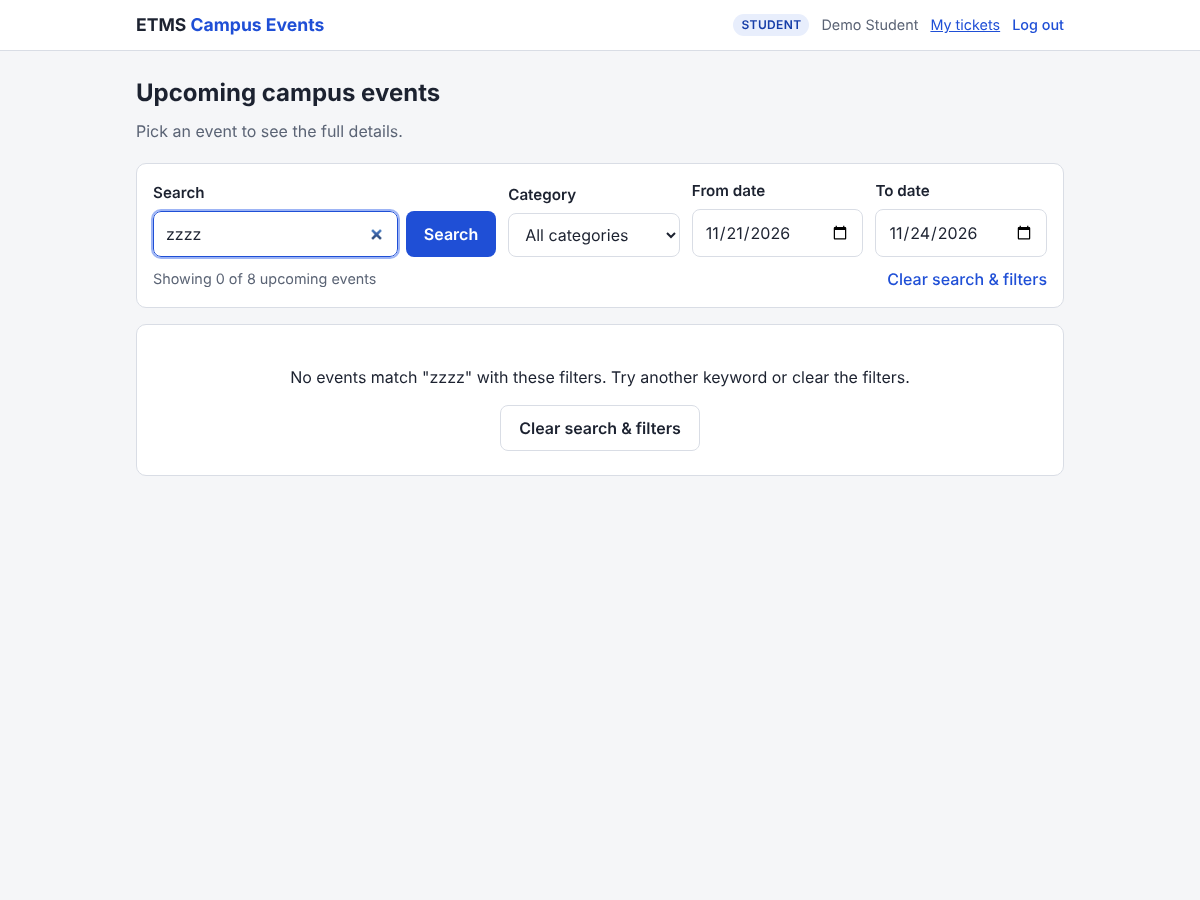 ETMS Campus Events
STUDENT Demo Student My tickets Log out
Upcoming campus events
Pick an event to see the full details.
Search Category From date To date
zzzz Search All categories 11/21/2026 11/24/2026
Showing 0 of 8 upcoming events Clear search & filters
No events match "zzzz" with these filters. Try another keyword or clear the filters.
Clear search & filters